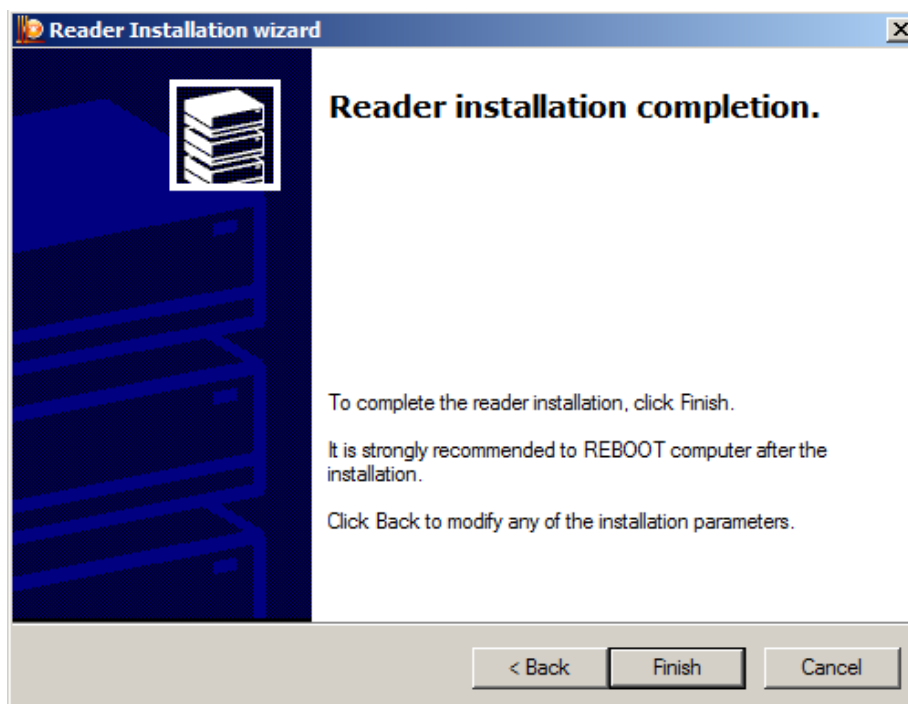 Reader Installation wizard
Reader installation completion.
To complete the reader installation, click Finish.
It is strongly recommended to REBOOT computer after the
installation.
Click Back to modify any of the installation parameters.
< Back
Finish
Cancel